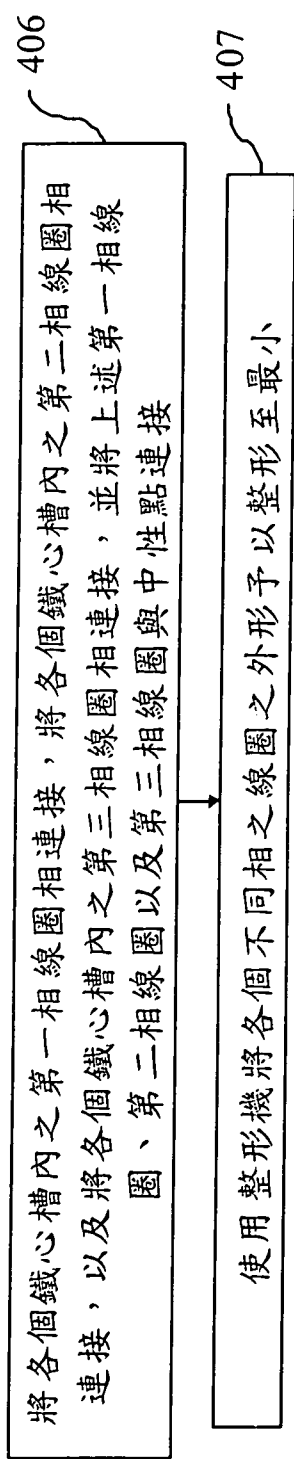 將各個鐵心槽內之第一相線圈相連接，將各個鐵心槽內之第二相線圈相
連接，以及將各個鐵心槽內之第三相線圈相連接，並將上述第一相線
圈、第二相線圈以及第三相線圈與中性點連接
406
使用整形機將各個不同相之線圈之外形予以整形至最小
407